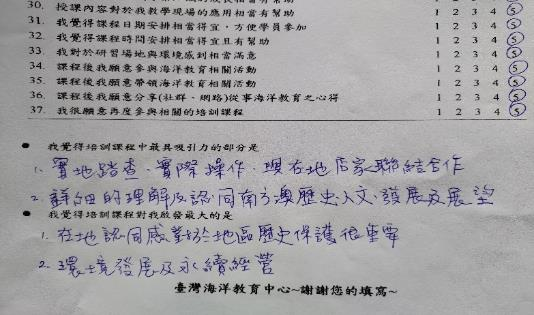 30. 授課內容對於我教學現場的應用相當有幫助 1 2 3 4 5
31. 我覺得課程日期安排相當得宜，方便學員參加 1 2 3 4 5
32. 我覺得課程時間安排相當得宜且有幫助 1 2 3 4 5
33. 我對於研習場地與環境感到相當滿意 1 2 3 4 5
34. 課程後我願意參與海洋教育相關活動 1 2 3 4 5
35. 課程後我願意帶領海洋教育相關活動 1 2 3 4 5
36. 課程後我願意分享(社群、網路)從事海洋教育之心得 1 2 3 4 5
37. 我很願意再度參與相關的培訓課程 1 2 3 4 5
● 我覺得培訓課程中最具吸引力的部分是
1. 實地踏查、實際操作、與在地店家聯結合作
2. 詳細的理解及認同南方澳歷史、人文、發展及展望
● 我覺得培訓課程對我啟發最大的是
1. 在地認同感對於地區歷史保護很重要
2. 環境發展及永續經營
臺灣海洋教育中心~謝謝您的填寫~